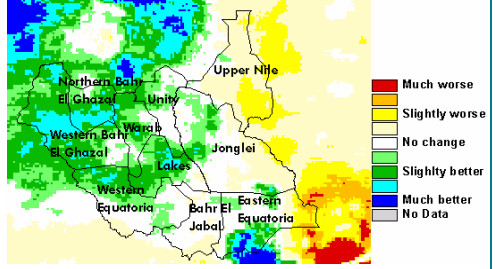 Upper Nile
Northern Bahr
El Ghazal
Unity
Warab
Western Bahr
El Ghazal
Jonglei
Lakes
Western
Equatoria
Bahr El
Jabal
Eastern
Equatoria
Much worse
Slightly worse
No change
Slighlty better
Much better
No Data